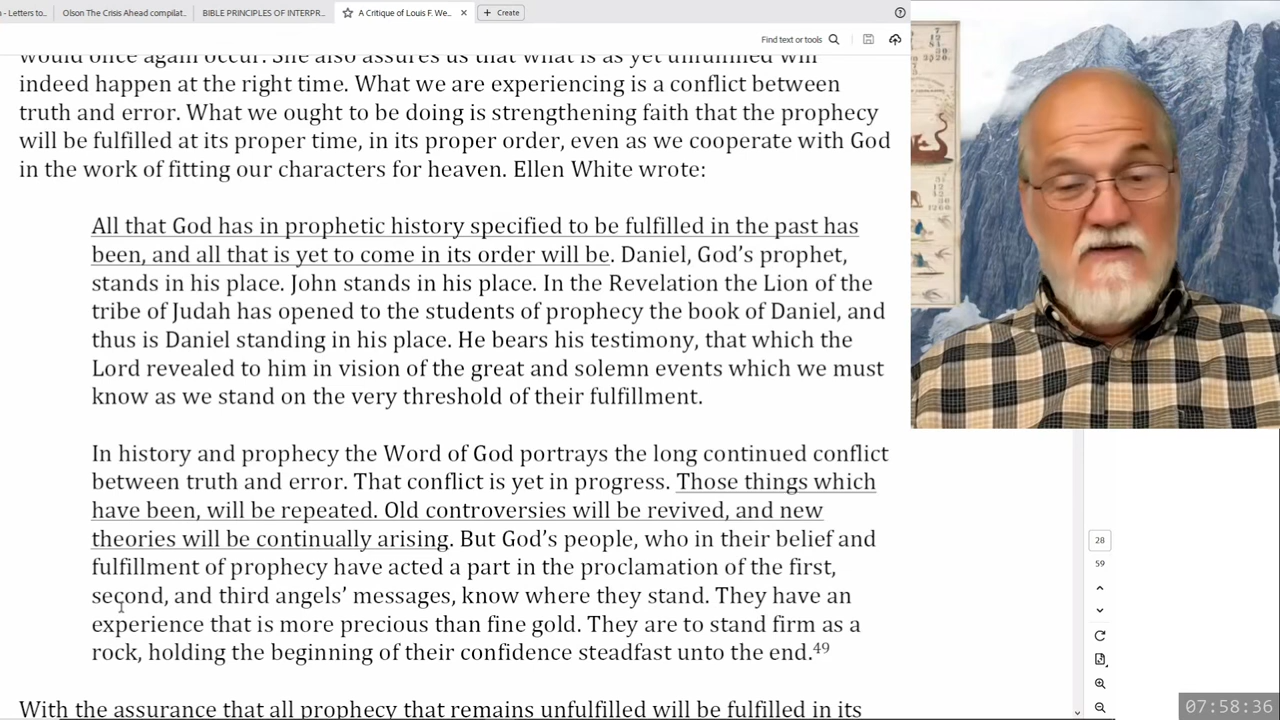 - Letters to...
Olson The Crisis Ahead compilat...
BIBLE PRINCIPLES OF INTERPR...
A Critique of Louis F. We...
× + Create
Find text or tools
would once again occur. She also assures us that what is as yet unfulfilled will
indeed happen at the right time. What we are experiencing is a conflict between
truth and error. What we ought to be doing is strengthening faith that the prophecy
will be fulfilled at its proper time, in its proper order, even as we cooperate with God
in the work of fitting our characters for heaven. Ellen White wrote:
All that God has in prophetic history specified to be fulfilled in the past has
been, and all that is yet to come in its order will be. Daniel, God’s prophet,
stands in his place. John stands in his place. In the Revelation the Lion of the
tribe of Judah has opened to the students of prophecy the book of Daniel, and
thus is Daniel standing in his place. He bears his testimony, that which the
Lord revealed to him in vision of the great and solemn events which we must
know as we stand on the very threshold of their fulfillment.
In history and prophecy the Word of God portrays the long continued conflict
between truth and error. That conflict is yet in progress. Those things which
have been, will be repeated. Old controversies will be revived, and new
theories will be continually arising. But God’s people, who in their belief and
fulfillment of prophecy have acted a part in the proclamation of the first,
second, and third angels’ messages, know where they stand. They have an
experience that is more precious than fine gold. They are to stand firm as a
rock, holding the beginning of their confidence steadfast unto the end.49
With the assurance that all prophecy that remains unfulfilled will be fulfilled in its
28
59
07:58:36